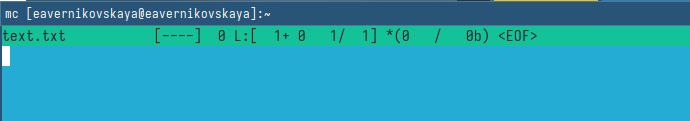 mc [eavernikovskaya@eavernikovskaya]:~
text.txt           [----]  0 L:[  1+ 0   1/  1] *(0   /   0b) <EOF>